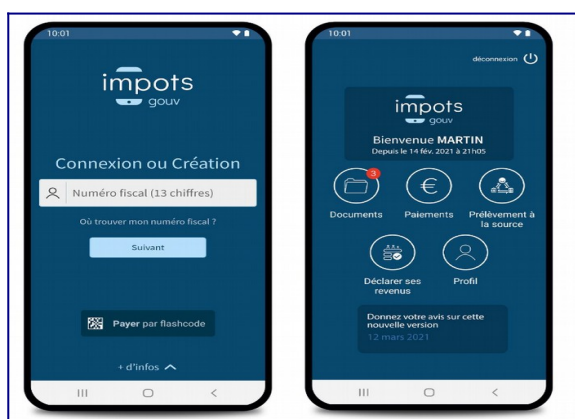 10:01
impots
gouv
Connexion ou Création
Numéro fiscal (13 chiffres)
Où trouver mon numéro fiscal ?
Suivant
Payer par flashcode
+ d'infos
10:01
déconnexion
impots
gouv
Bienvenue MARTIN
Depuis le 14 fév. 2021 à 21h05
3
Documents
Paiements
Prélèvement à
la source
Déclarer ses
revenus
Profil
Donnez votre avis sur cette
nouvelle version
12 mars 2021